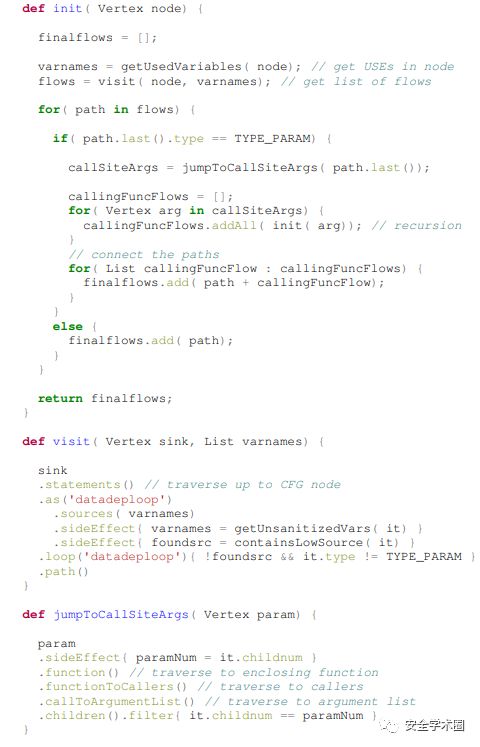 def init( Vertex node) {
finalflows = [];
varnames = getUsedVariables( node); // get USEs in node
flows = visit( node, varnames); // get list of flows
for( path in flows) {
if( path.last().type == TYPE_PARAM) {
callSiteArgs = jumpToCallSiteArgs( path.last());
callingFuncFlows = [];
for( Vertex arg in callSiteArgs) {
callingFuncFlows.addAll( init( arg)); // recursion
}
// connect the paths
for( List callingFuncFlow : callingFuncFlows) {
finalflows.add( path + callingFuncFlow);
}
}
else {
finalflows.add( path);
}
}
return finalflows;
}
def visit( Vertex sink, List varnames) {
sink
.statements() // traverse up to CFG node
.as('datadeploop')
.sources( varnames)
.sideEffect{ varnames = getUnsanitizedVars( it) }
.sideEffect{ foundsrc = containsLowSource( it) }
.loop('datadeploop'){ !foundsrc && it.type != TYPE_PARAM }
.path()
}
def jumpToCallSiteArgs( Vertex param) {
param
.sideEffect{ paramNum = it.childnum }
.function() // traverse to enclosing function
.functionToCallers() // traverse to callers
.callToArgumentList() // traverse to argument list
.children().filter{ it.childnum == paramNum }
}
安全学术圈